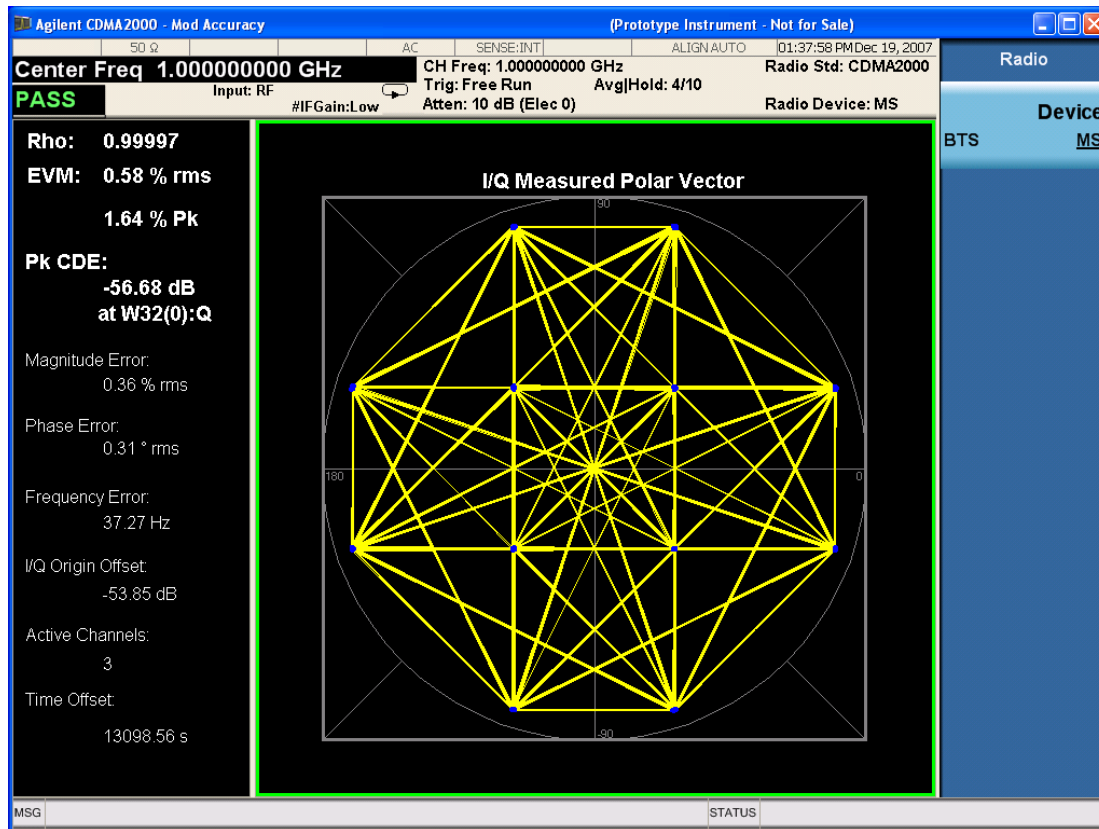 Agilent CDMA2000 - Mod Accuracy (Prototype Instrument - Not for Sale)
50 Ω AC SENSE:INT ALIGN AUTO 01:37:58 PM Dec 19, 2007
Center Freq 1.000000000 GHz
Input: RF
#IFGain:Low
CH Freq: 1.000000000 GHz
Trig: Free Run Avg|Hold: 4/10
Atten: 10 dB (Elec 0)
Radio Std: CDMA2000
Radio Device: MS
PASS
Radio
Device
BTS MS
Rho: 0.99997
EVM: 0.58 % rms
1.64 % Pk
Pk CDE:
-56.68 dB
at W32(0):Q
Magnitude Error:
0.36 % rms
Phase Error:
0.31 ° rms
Frequency Error:
37.27 Hz
I/Q Origin Offset:
-53.85 dB
Active Channels:
3
Time Offset:
13098.56 s
I/Q Measured Polar Vector
90
180
0
-90
MSG STATUS